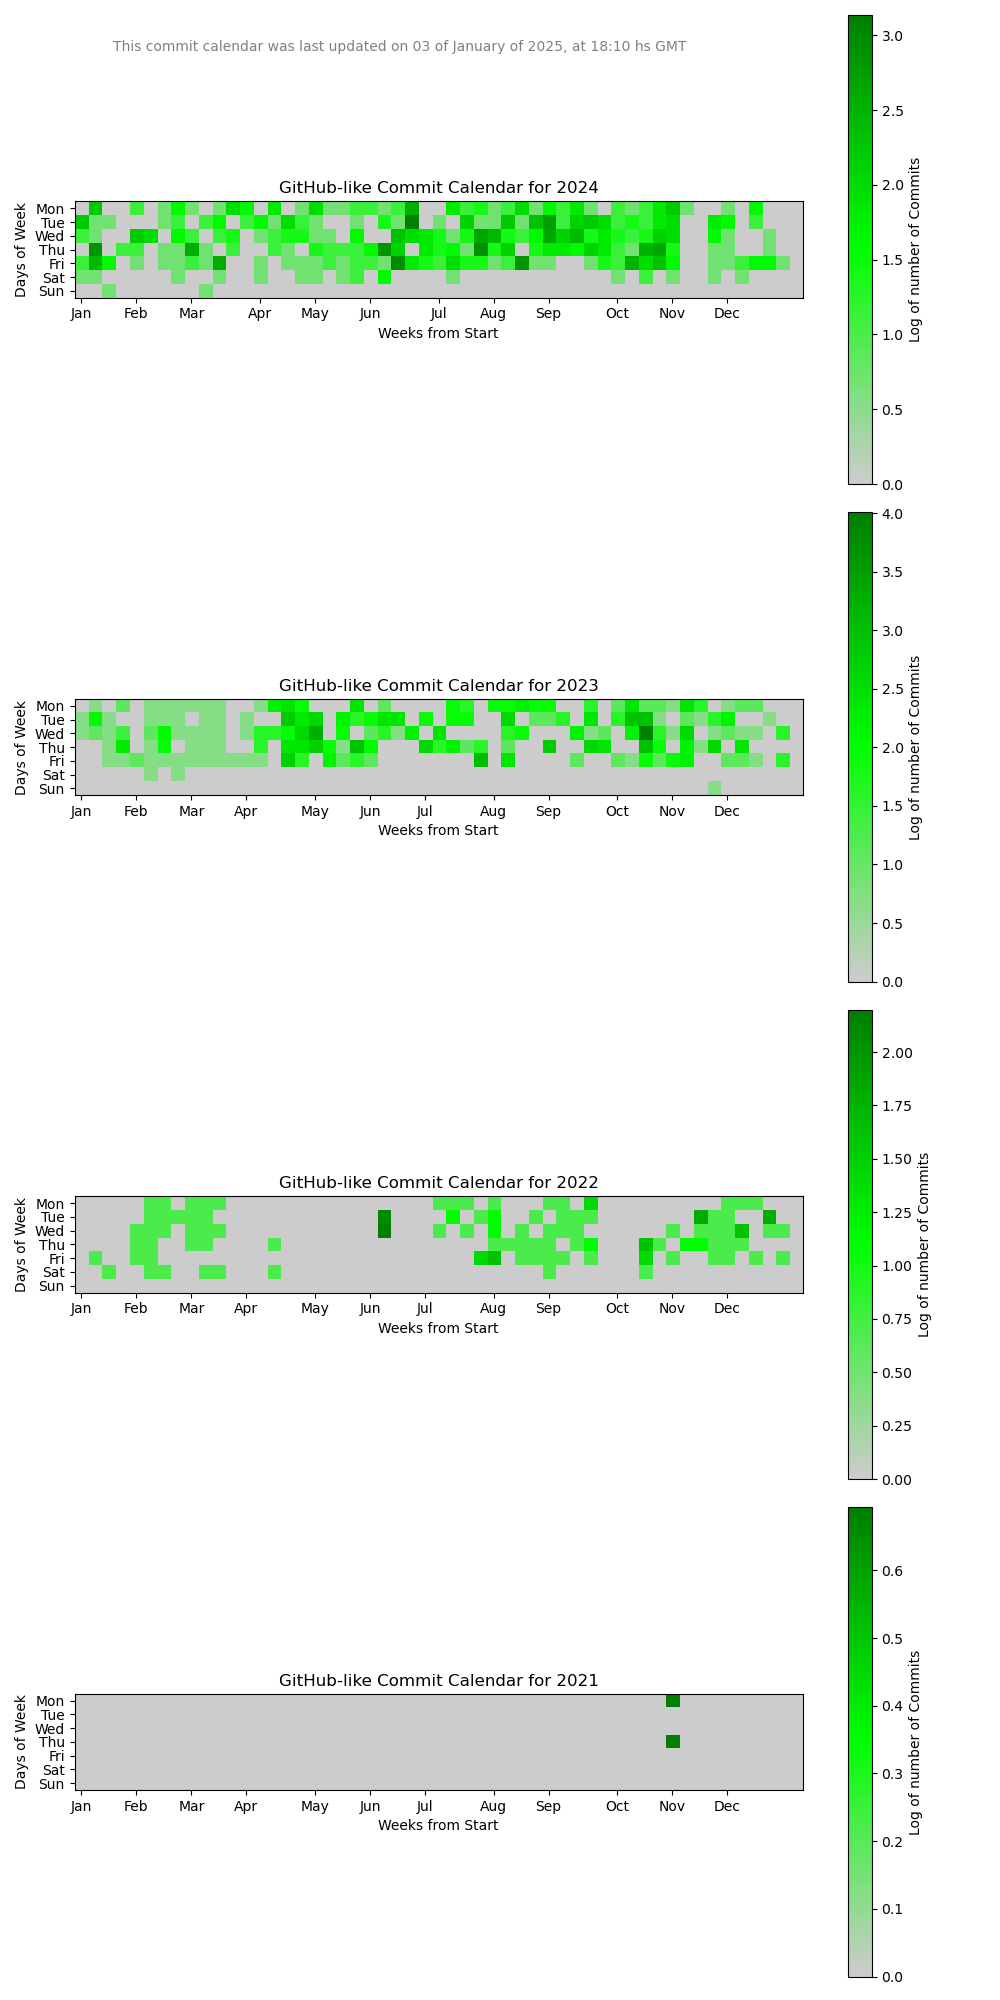 This commit calendar was last updated on 03 of January of 2025, at 18:10 hs GMT
GitHub-like Commit Calendar for 2024
Days of Week
Mon
Tue
Wed
Thu
Fri
Sat
Sun
Jan Feb Mar Apr May Jun Jul Aug Sep Oct Nov Dec
Weeks from Start
3.0
2.5
2.0
1.5
1.0
0.5
0.0
Log of number of Commits
GitHub-like Commit Calendar for 2023
Days of Week
Mon
Tue
Wed
Thu
Fri
Sat
Sun
Jan Feb Mar Apr May Jun Jul Aug Sep Oct Nov Dec
Weeks from Start
4.0
3.5
3.0
2.5
2.0
1.5
1.0
0.5
0.0
Log of number of Commits
GitHub-like Commit Calendar for 2022
Days of Week
Mon
Tue
Wed
Thu
Fri
Sat
Sun
Jan Feb Mar Apr May Jun Jul Aug Sep Oct Nov Dec
Weeks from Start
2.00
1.75
1.50
1.25
1.00
0.75
0.50
0.25
0.00
Log of number of Commits
GitHub-like Commit Calendar for 2021
Days of Week
Mon
Tue
Wed
Thu
Fri
Sat
Sun
Jan Feb Mar Apr May Jun Jul Aug Sep Oct Nov Dec
Weeks from Start
0.6
0.5
0.4
0.3
0.2
0.1
0.0
Log of number of Commits